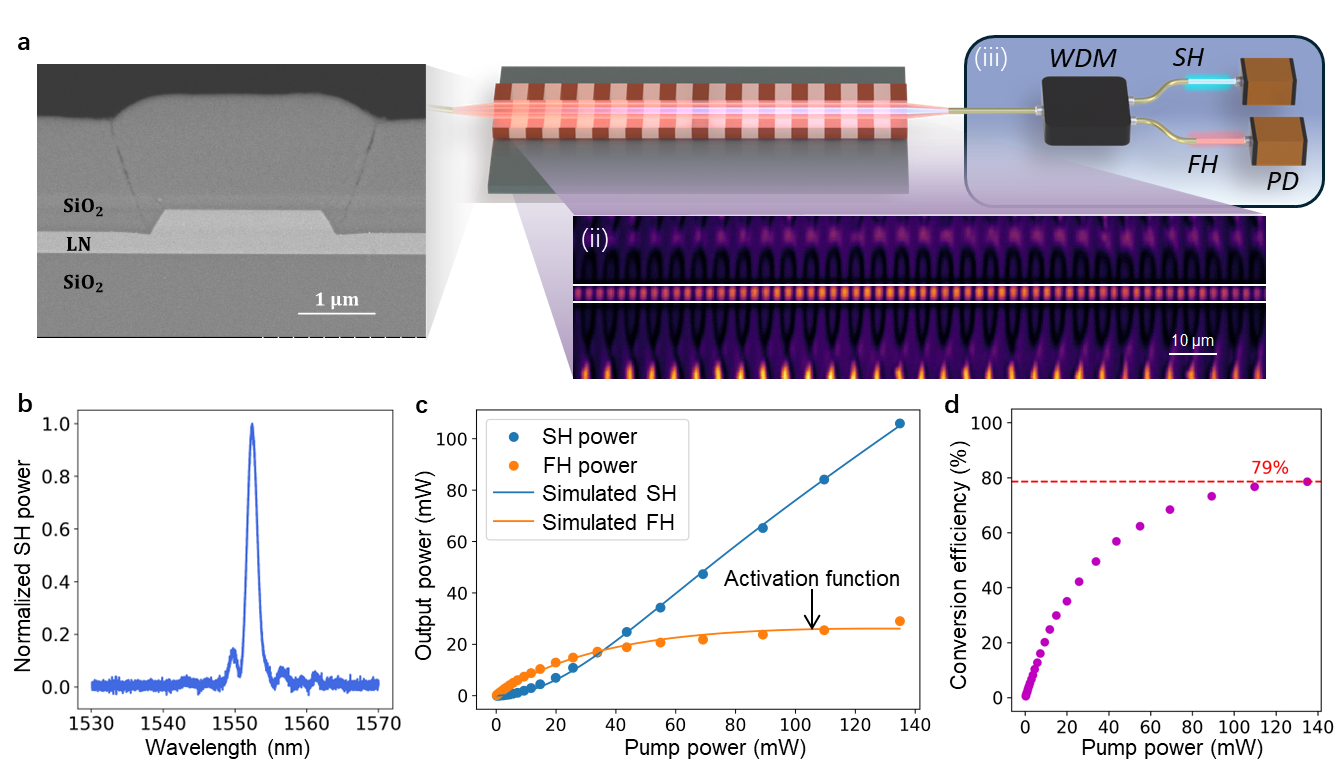 a
SiO₂
LN
SiO₂
1 μm
(iii)
WDM
SH
FH
PD
(ii)
10 μm
b
Normalized SH power
1.0
0.8
0.6
0.4
0.2
0.0
1530 1540 1550 1560 1570
Wavelength (nm)
c
Output power (mW)
100
80
60
40
20
0
SH power
FH power
Simulated SH
Simulated FH
Activation function
0 20 40 60 80 100 120 140
Pump power (mW)
d
Conversion efficiency (%)
100
80
60
40
20
0
79%
0 20 40 60 80 100 120 140
Pump power (mW)